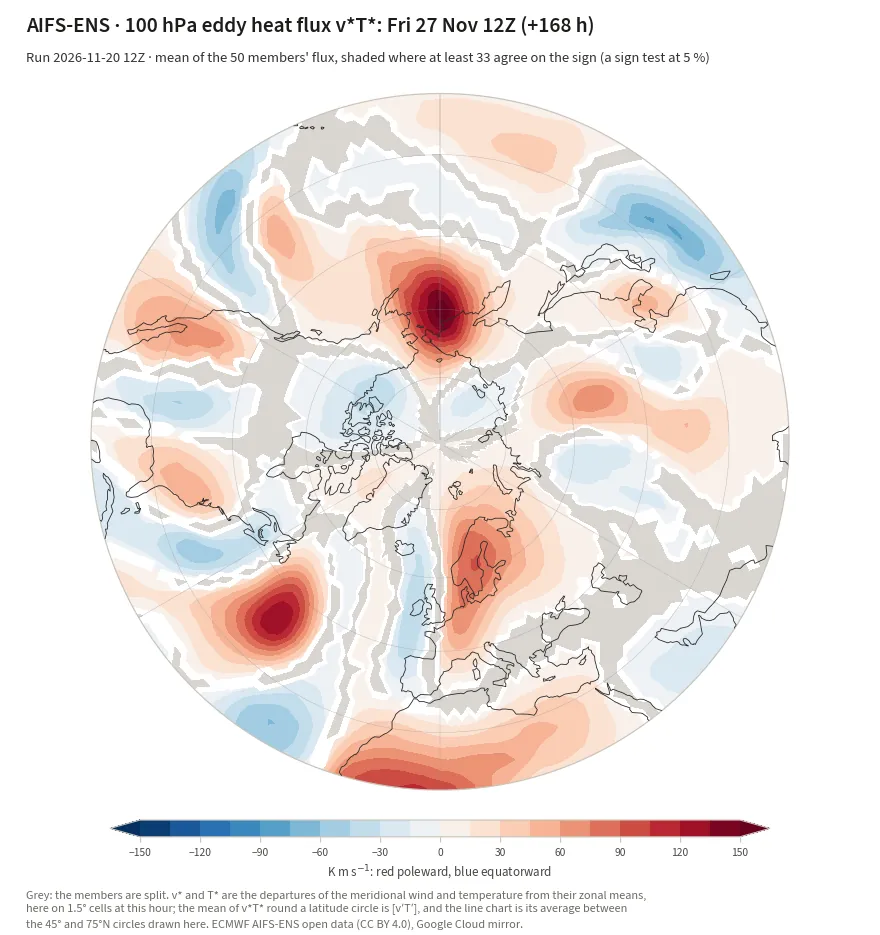 AIFS-ENS · 100 hPa eddy heat flux v*T*: Fri 27 Nov 12Z (+168 h)
Run 2026-11-20 12Z · mean of the 50 members' flux, shaded where at least 33 agree on the sign (a sign test at 5 %)
−150 −120 −90 −60 −30 0 30 60 90 120 150
K m s⁻¹: red poleward, blue equatorward
Grey: the members are split. v* and T* are the departures of the meridional wind and temperature from their zonal means,
here on 1.5° cells at this hour; the mean of v*T* round a latitude circle is [v′T′], and the line chart is its average between
the 45° and 75°N circles drawn here. ECMWF AIFS-ENS open data (CC BY 4.0), Google Cloud mirror.